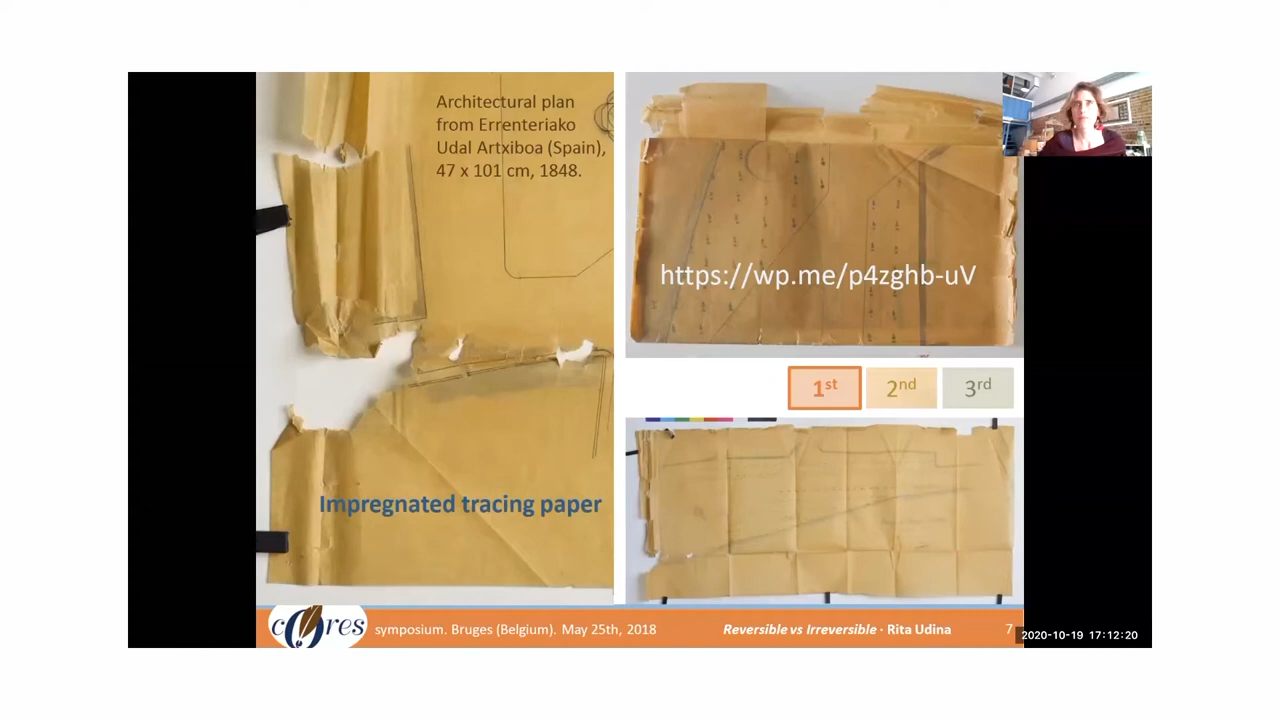 Architectural plan
from Errenteriako
Udal Artxiboa (Spain),
47 x 101 cm, 1848.
Impregnated tracing paper
https://wp.me/p4zghb-uV
1st
2nd
3rd
cores
symposium. Bruges (Belgium). May 25th, 2018
Reversible vs Irreversible · Rita Udina
7
2020-10-19 17:12:20